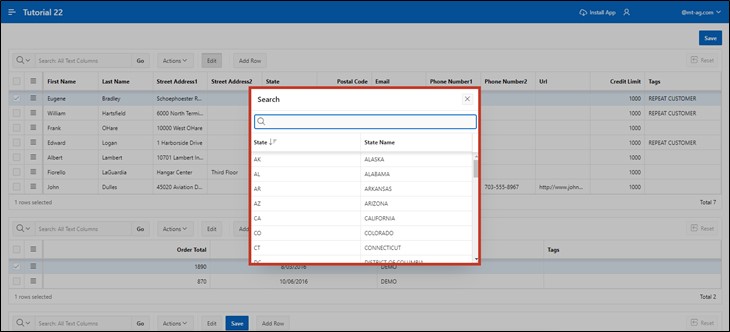 Tutorial 22 Install App @mt-ag.com
Save
Search: All Text Columns Go Actions Edit Add Row Reset
First Name Last Name Street Address1 Street Address2 State Postal Code Email Phone Number1 Phone Number2 Url Credit Limit Tags
Eugene Bradley Schoephoester R... 1000 REPEAT CUSTOMER
William Hartsfield 6000 North Termi... 1000 REPEAT CUSTOMER
Frank OHare 10000 West OHare 1000
Edward Logan 1 Harborside Drive 1000 REPEAT CUSTOMER
Albert Lambert 10701 Lambert In... 1000
Fiorello LaGuardia Hangar Center Third Floor 1000
John Dulles 45020 Aviation D... 703-555-8967 http://www.john... 1000
1 rows selected Total 7
Search
State State Name
AK ALASKA
AL ALABAMA
AR ARKANSAS
AZ ARIZONA
CA CALIFORNIA
CO COLORADO
CT CONNECTICUT
DC DISTRICT OF COLUMBIA
Search: All Text Columns Go Actions Edit Add Reset
Order Total Tags
1890 DEMO
870 10/06/2016 DEMO
1 rows selected Total 2
Search: All Text Columns Go Actions Edit Save Add Row Reset